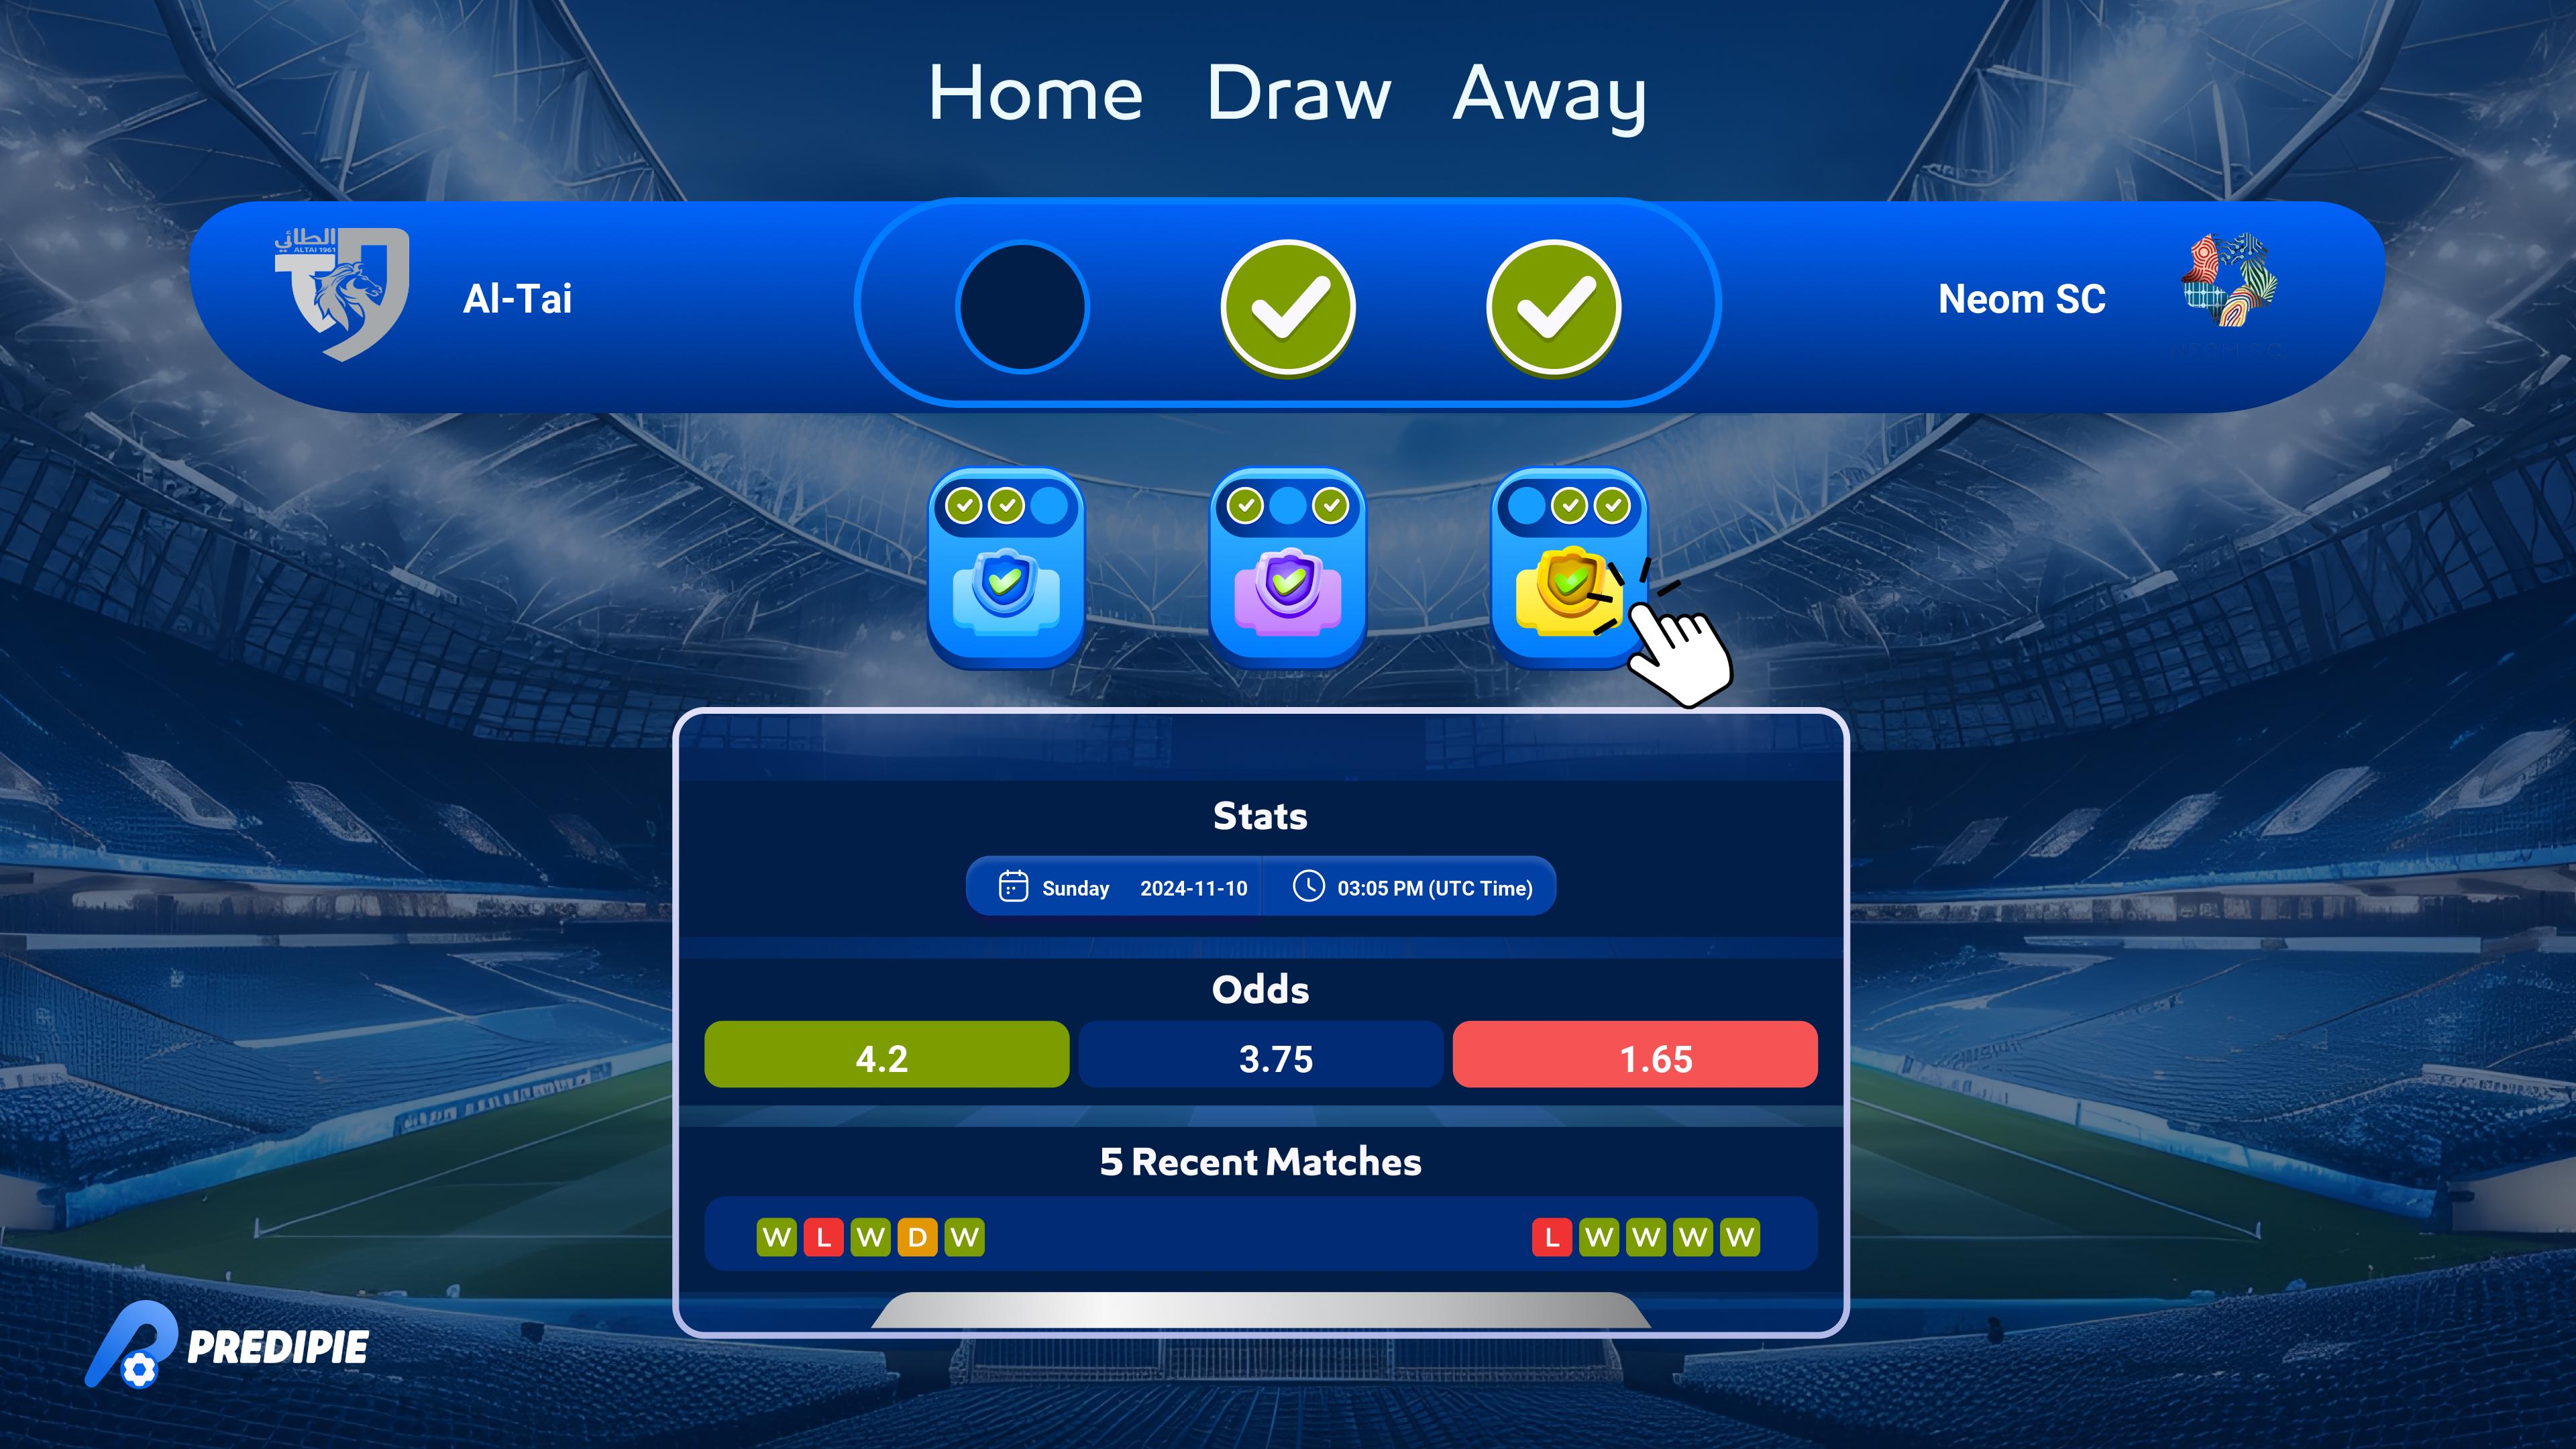 Home Draw Away
الطائي
ALTAI 1961
Al-Tai
Neom SC
Stats
Sunday 2024-11-10 03:05 PM (UTC Time)
Odds
4.2 3.75 1.65
5 Recent Matches
W L W D W L W W W W
PREDIPIE